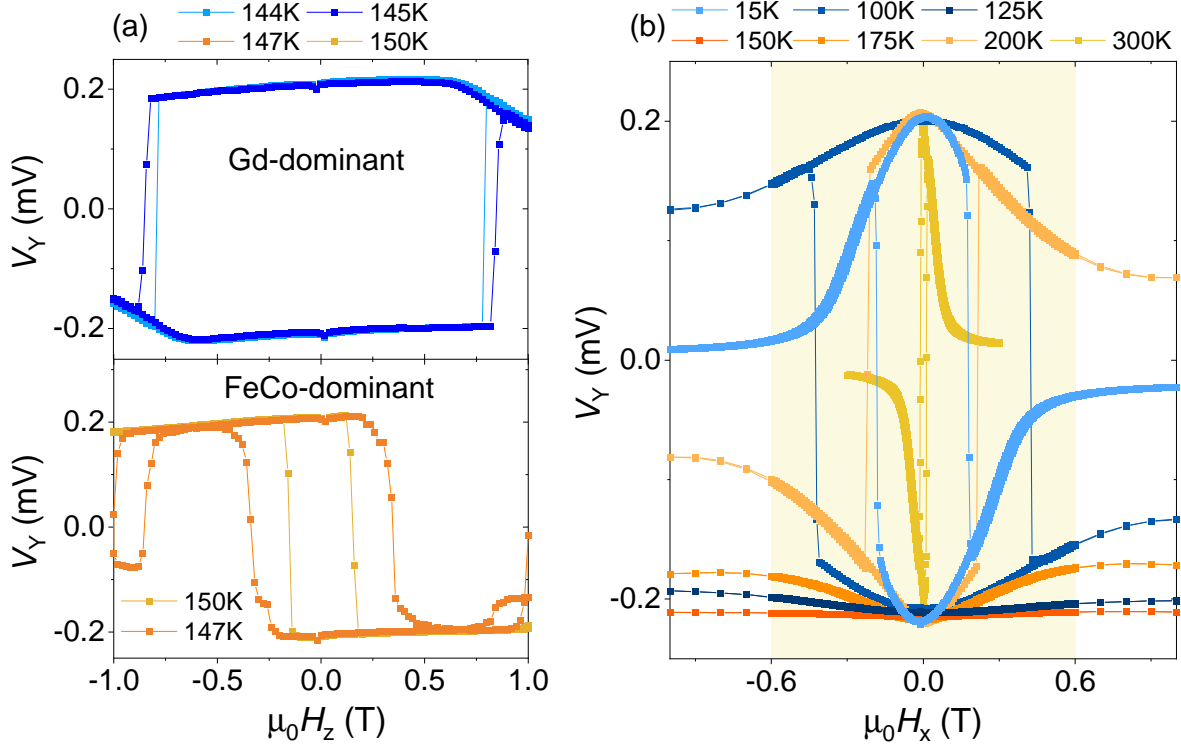 (a)
144K 145K
147K 150K
0.2
0.0
-0.2
V_Y (mV)
Gd-dominant
FeCo-dominant
0.2
0.0
-0.2
V_Y (mV)
150K
147K
-1.0 -0.5 0.0 0.5 1.0
μ₀H_z (T)
(b)
15K 100K 125K
150K 175K 200K 300K
0.2
0.0
-0.2
V_Y (mV)
-0.6 0.0 0.6
μ₀H_x (T)